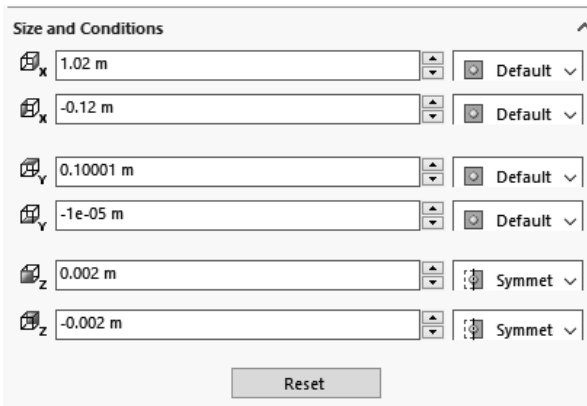 Size and Conditions
X 1.02 m Default
X -0.12 m Default
Y 0.10001 m Default
Y -1e-05 m Default
Z 0.002 m Symmet
Z -0.002 m Symmet
Reset